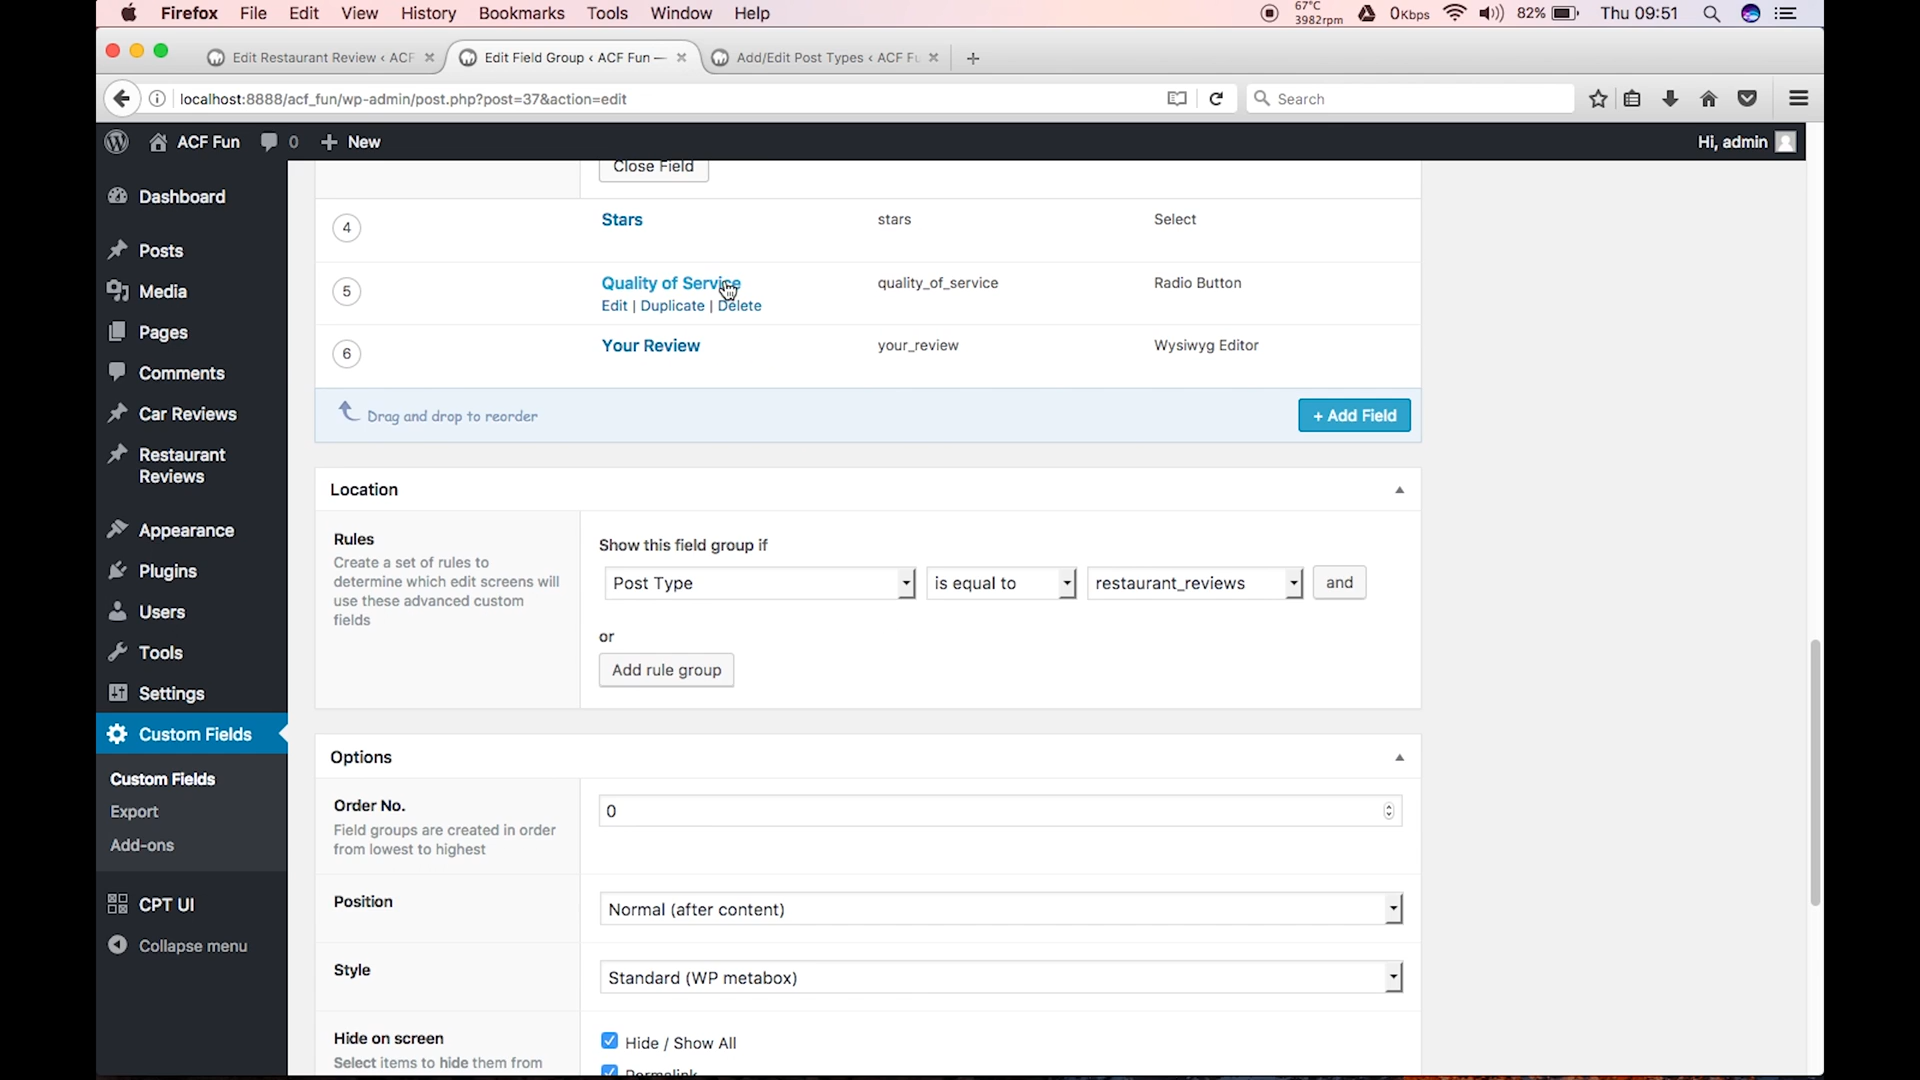 Firefox File Edit View History Bookmarks Tools Window Help 67°C 3982rpm 0Kbps 82% Thu 09:51
Edit Restaurant Review ‹ ACF Edit Field Group ‹ ACF Fun — Add/Edit Post Types ‹ ACF Fu
localhost:8888/acf_fun/wp-admin/post.php?post=37&action=edit Search
ACF Fun 0 + New Hi, admin
Dashboard
Posts
Media
Pages
Comments
Car Reviews
Restaurant
Reviews
Appearance
Plugins
Users
Tools
Settings
Custom Fields
Custom Fields
Export
Add-ons
CPT UI
Collapse menu
Close Field
4 Stars stars Select
5 Quality of Service quality_of_service Radio Button
Edit | Duplicate | Delete
6 Your Review your_review Wysiwyg Editor
Drag and drop to reorder + Add Field
Location
Rules
Create a set of rules to
determine which edit screens will
use these advanced custom
fields
Show this field group if
Post Type is equal to restaurant_reviews and
or
Add rule group
Options
Order No.
Field groups are created in order
from lowest to highest
0
Position
Normal (after content)
Style
Standard (WP metabox)
Hide on screen
Select items to hide them from
Hide / Show All
Permalink